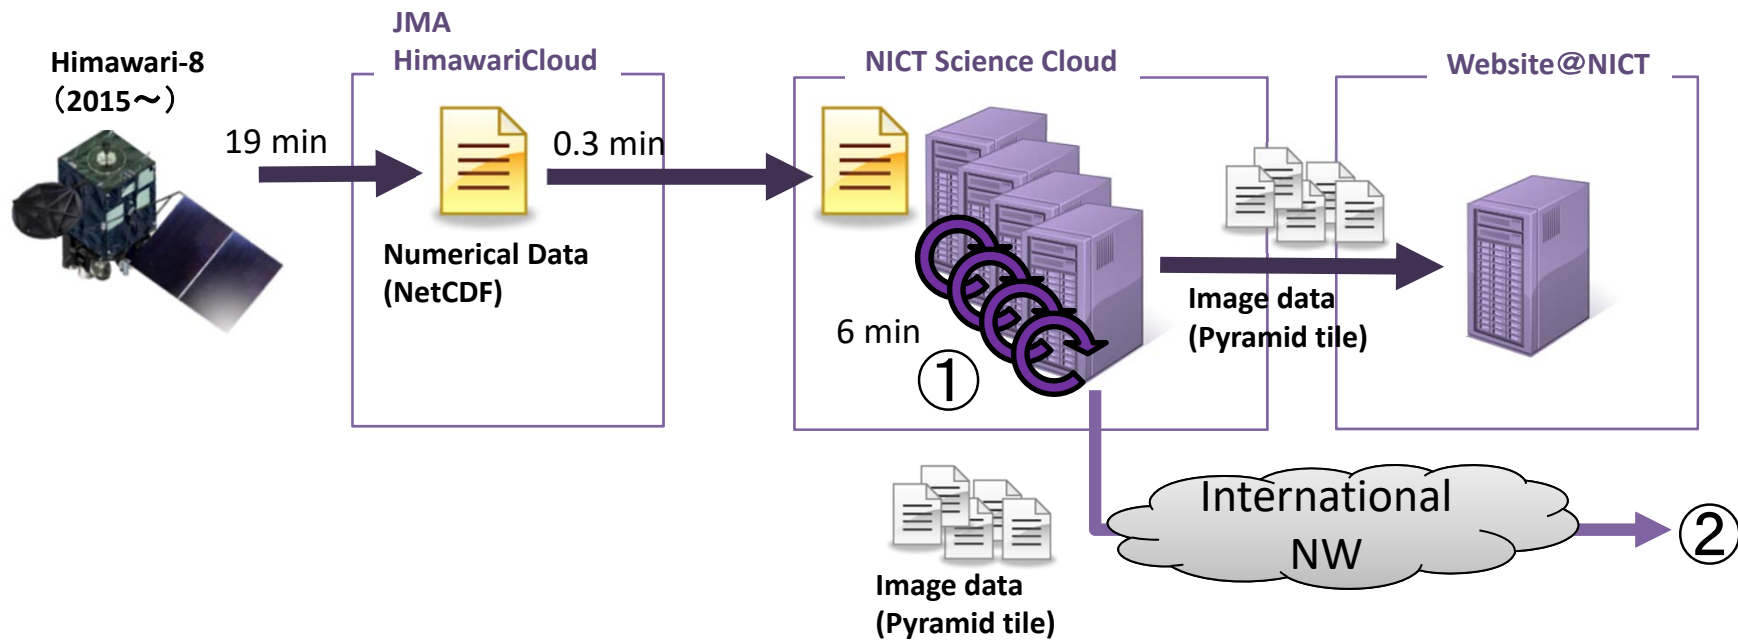 Himawari-8
（2015～）
19 min
JMA
HimawariCloud
0.3 min
Numerical Data
(NetCDF)
NICT Science Cloud
6 min
①
Image data
(Pyramid tile)
Website@NICT
Image data
(Pyramid tile)
International
NW
②